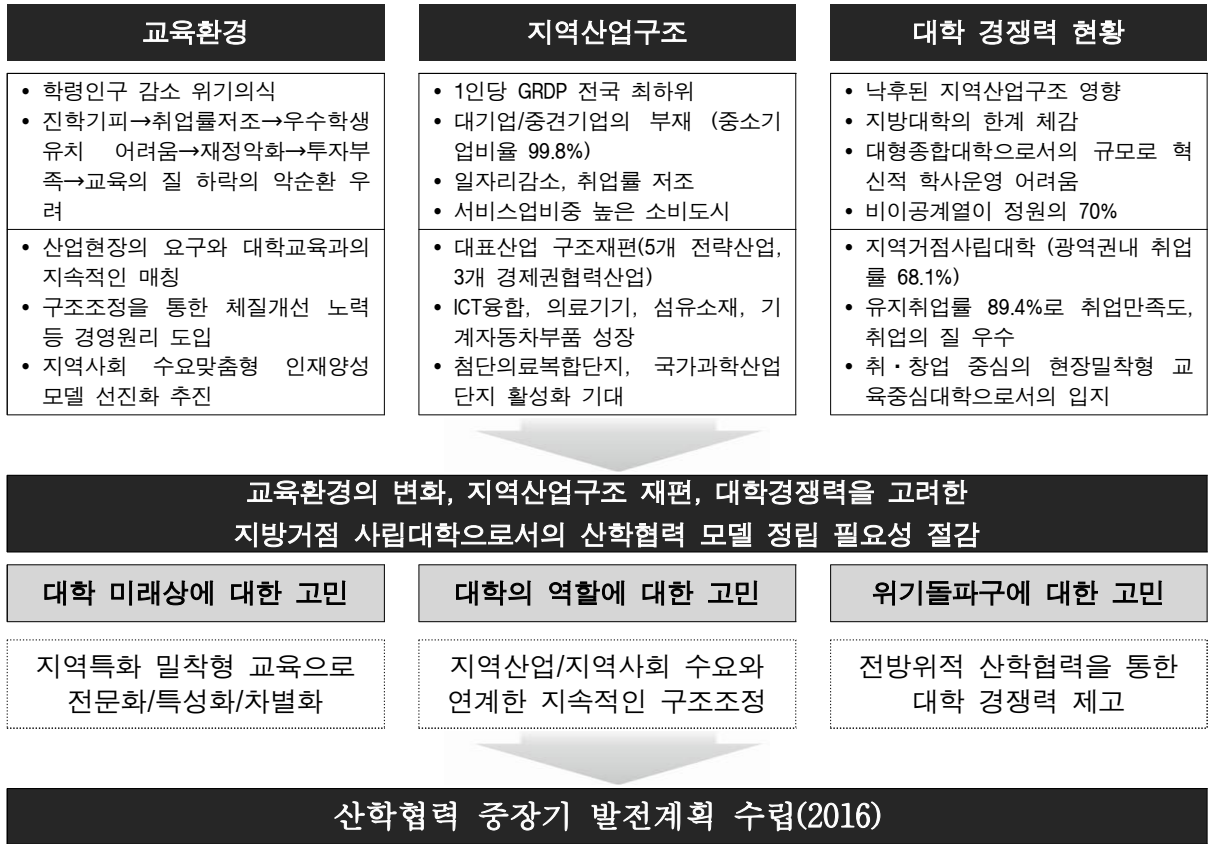 교육환경
• 학령인구 감소 위기의식
• 진학기피→취업률저조→우수학생
유치 어려움→재정악화→투자부
족→교육의 질 하락의 악순환 우
려
• 산업현장의 요구와 대학교육과의
지속적인 매칭
• 구조조정을 통한 체질개선 노력
등 경영원리 도입
• 지역사회 수요맞춤형 인재양성
모델 선진화 추진
지역산업구조
• 1인당 GRDP 전국 최하위
• 대기업/중견기업의 부재 (중소기
업비율 99.8%)
• 일자리감소, 취업률 저조
• 서비스업비중 높은 소비도시
• 대표산업 구조재편(5개 전략산업,
3개 경제권협력산업)
• ICT융합, 의료기기, 섬유소재, 기
계자동차부품 성장
• 첨단의료복합단지, 국가과학산업
단지 활성화 기대
대학 경쟁력 현황
• 낙후된 지역산업구조 영향
• 지방대학의 한계 체감
• 대형종합대학으로서의 규모로 혁
신적 학사운영 어려움
• 비이공계열이 정원의 70%
• 지역거점사립대학 (광역권내 취업
률 68.1%)
• 유지취업률 89.4%로 취업만족도,
취업의 질 우수
• 취·창업 중심의 현장밀착형 교
육중심대학으로서의 입지
교육환경의 변화, 지역산업구조 재편, 대학경쟁력을 고려한
지방거점 사립대학으로서의 산학협력 모델 정립 필요성 절감
대학 미래상에 대한 고민
지역특화 밀착형 교육으로
전문화/특성화/차별화
대학의 역할에 대한 고민
지역산업/지역사회 수요와
연계한 지속적인 구조조정
위기돌파구에 대한 고민
전방위적 산학협력을 통한
대학 경쟁력 제고
산학협력 중장기 발전계획 수립(2016)